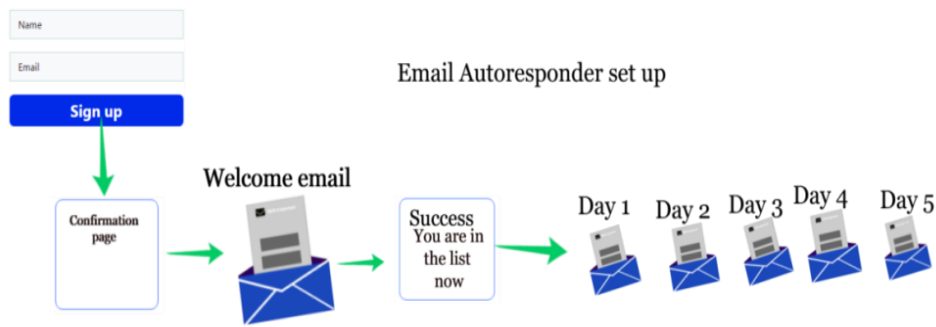 Name
Email
Sign up
Email Autoresponder set up
Confirmation
page
Welcome email
Success
You are in
the list
now
Day 1
Day 2
Day 3
Day 4
Day 5